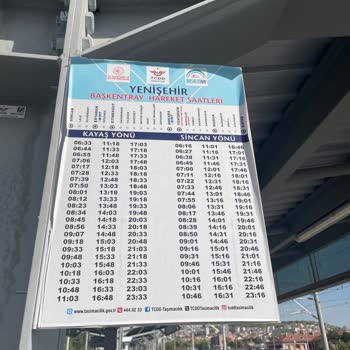 TCDD
YENİŞEHİR
BAŞKENTRAY HAREKET SAATLERİ
KAYAŞ YÖNÜ SİNCAN YÖNÜ
06:33 11:18 17:03 06:16 11:01 16:46
06:44 11:33 17:18 06:27 11:16 17:01
06:55 11:48 17:33 06:38 11:31 17:16
07:06 12:03 17:48 06:49 11:46 17:31
07:17 12:18 18:03 07:00 12:01 17:46
07:28 12:33 18:18 07:11 12:16 18:01
07:39 12:48 18:33 07:22 12:31 18:16
07:50 13:03 18:48 07:33 12:46 18:31
08:01 13:18 19:03 07:44 13:01 18:46
08:12 13:33 19:18 07:55 13:16 19:01
08:23 13:48 19:33 08:06 13:31 19:16
08:34 14:03 19:48 08:17 13:46 19:31
08:45 14:18 20:03 08:28 14:01 19:46
08:56 14:33 20:18 08:39 14:16 20:01
09:07 14:48 20:33 08:50 14:31 20:16
09:18 15:03 20:48 09:01 14:46 20:31
09:33 15:18 21:03 09:16 15:01 20:46
09:48 15:33 21:18 09:31 15:16 21:01
10:03 15:48 21:33 09:46 15:31 21:16
10:18 16:03 22:03 10:01 15:46 21:46
10:33 16:18 22:33 10:16 16:01 22:16
10:48 16:33 23:03 10:31 16:16 22:46
11:03 16:48 23:33 10:46 16:31 23:16
www.tcddtasimacilik.gov.tr 444 82 33 TCDD-Taşımacılık TCDDTasimacilik tcddtasimacilik